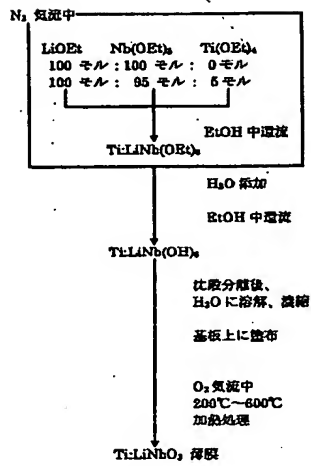 N₂ 気流中
LiOEt Nb(OEt)₅ Ti(OEt)₄
100 モル : 100 モル : 0モル
100 モル : 95 モル : 5モル
EtOH 中還流
Ti:LiNb(OEt)₆
H₂O 添加
EtOH 中還流
Ti:LiNb(OH)₆
沈殿分離後、
H₂O に溶解、濃縮
基板上に塗布
O₂ 気流中
200℃～600℃
加熱処理
Ti:LiNbO₃ 薄膜